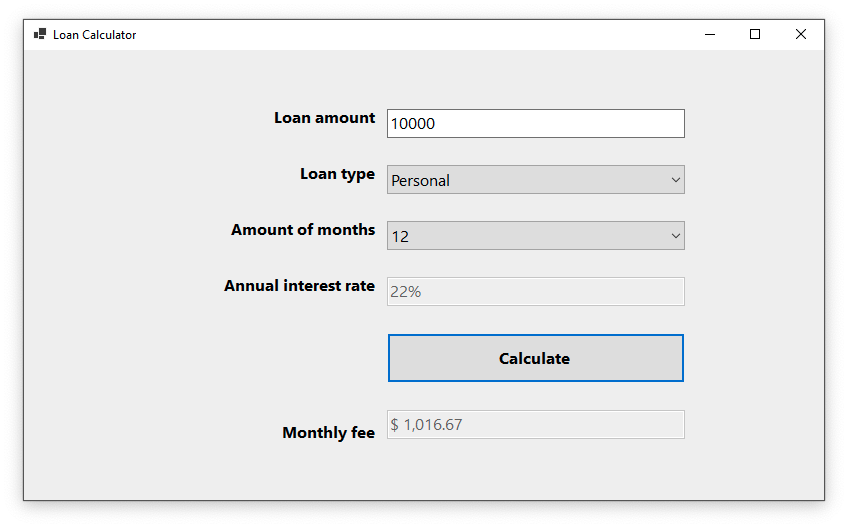 Loan Calculator
Loan amount 10000
Loan type Personal
Amount of months 12
Annual interest rate 22%
Calculate
Monthly fee $ 1,016.67